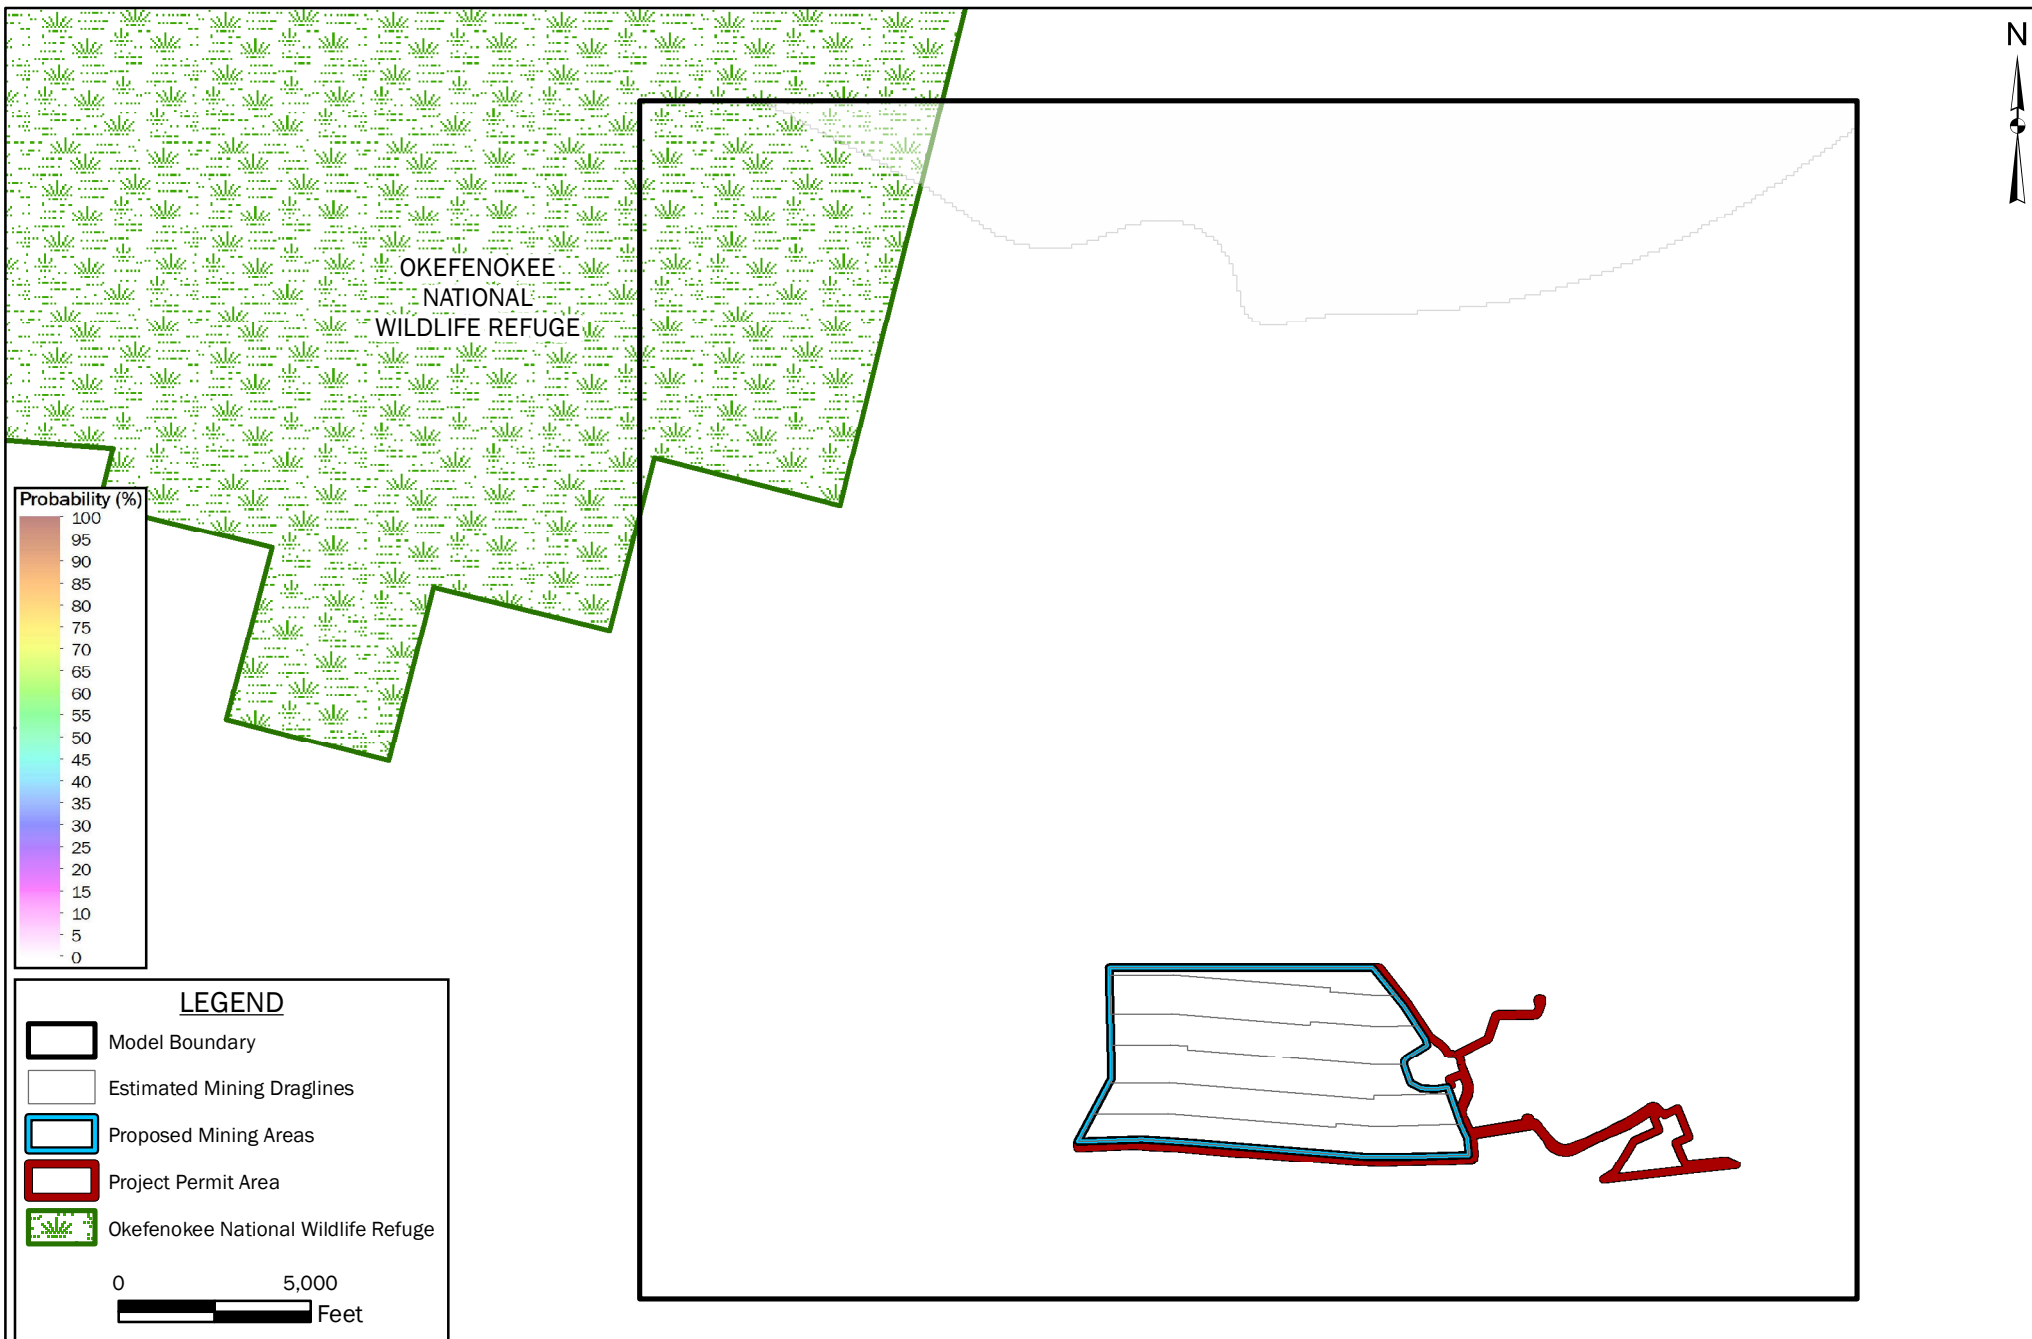 N
OKEFENOKEE
NATIONAL
WILDLIFE REFUGE
Probability (%)
100
95
90
85
80
75
70
65
60
55
50
45
40
35
30
25
20
15
10
5
0
LEGEND
Model Boundary
Estimated Mining Draglines
Proposed Mining Areas
Project Permit Area
Okefenokee National Wildlife Refuge
0 5,000
Feet